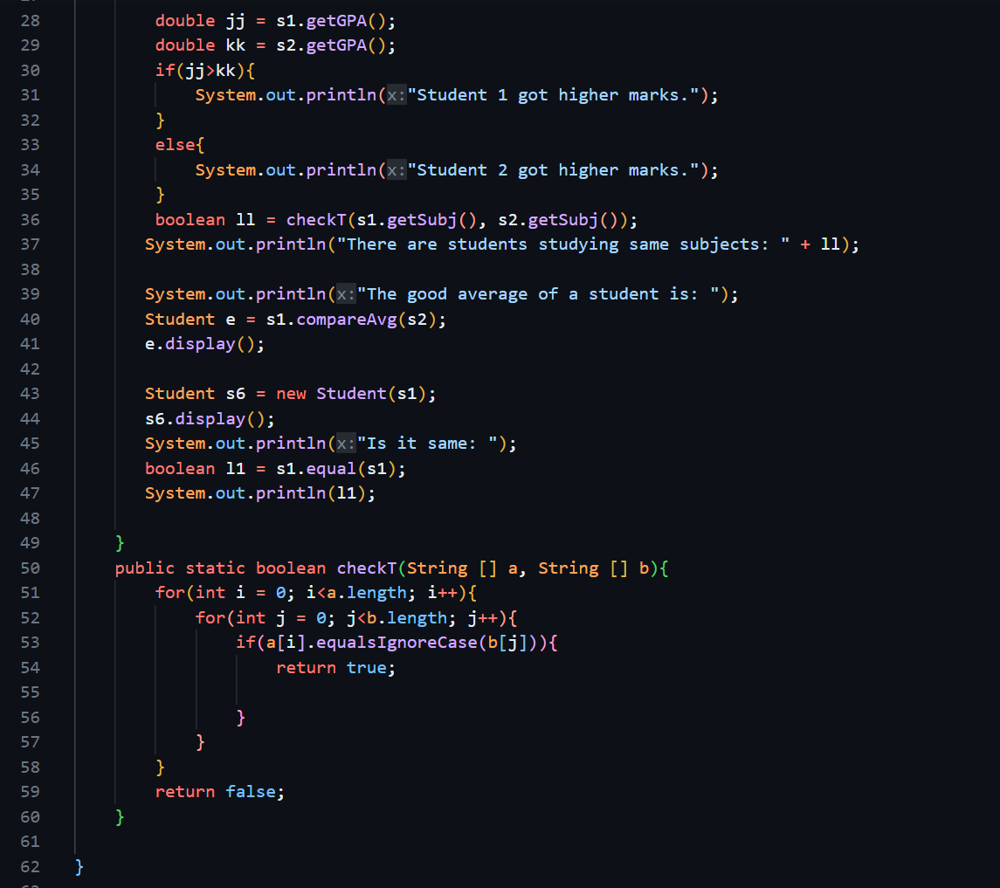 28 double jj = s1.getGPA();
29 double kk = s2.getGPA();
30 if(jj>kk){
31 System.out.println(x:"Student 1 got higher marks.");
32 }
33 else{
34 System.out.println(x:"Student 2 got higher marks.");
35 }
36 boolean ll = checkT(s1.getSubj(), s2.getSubj());
37 System.out.println("There are students studying same subjects: " + ll);
38
39 System.out.println(x:"The good average of a student is: ");
40 Student e = s1.compareAvg(s2);
41 e.display();
42
43 Student s6 = new Student(s1);
44 s6.display();
45 System.out.println(x:"Is it same: ");
46 boolean l1 = s1.equal(s1);
47 System.out.println(l1);
48
49 }
50 public static boolean checkT(String [] a, String [] b){
51 for(int i = 0; i<a.length; i++){
52 for(int j = 0; j<b.length; j++){
53 if(a[i].equalsIgnoreCase(b[j])){
54 return true;
55
56 }
57 }
58 }
59 return false;
60 }
61
62 }